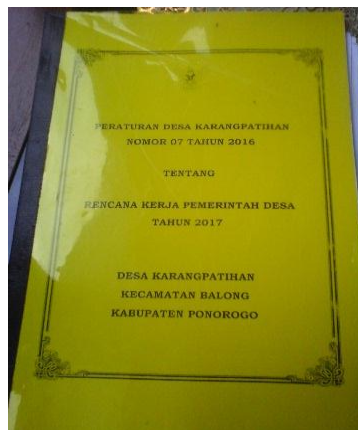 PERATURAN DESA KARANGPATIHAN
NOMOR 07 TAHUN 2016
TENTANG
RENCANA KERJA PEMERINTAH DESA
TAHUN 2017
DESA KARANGPATIHAN
KECAMATAN BALONG
KABUPATEN PONOROGO